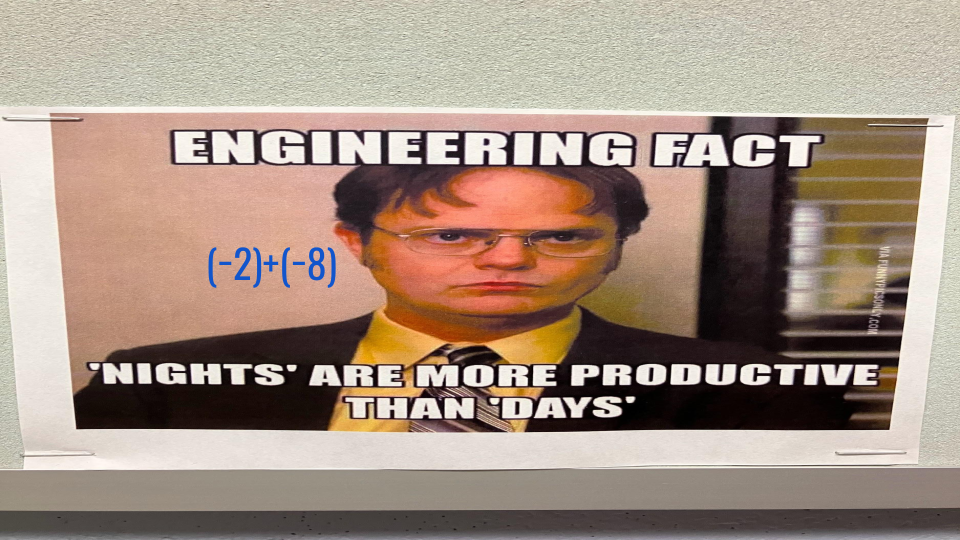 ENGINEERING FACT
(-2)+(-8)
VIA FUNNYPICSONLY.COM
'NIGHTS' ARE MORE PRODUCTIVE
THAN 'DAYS'